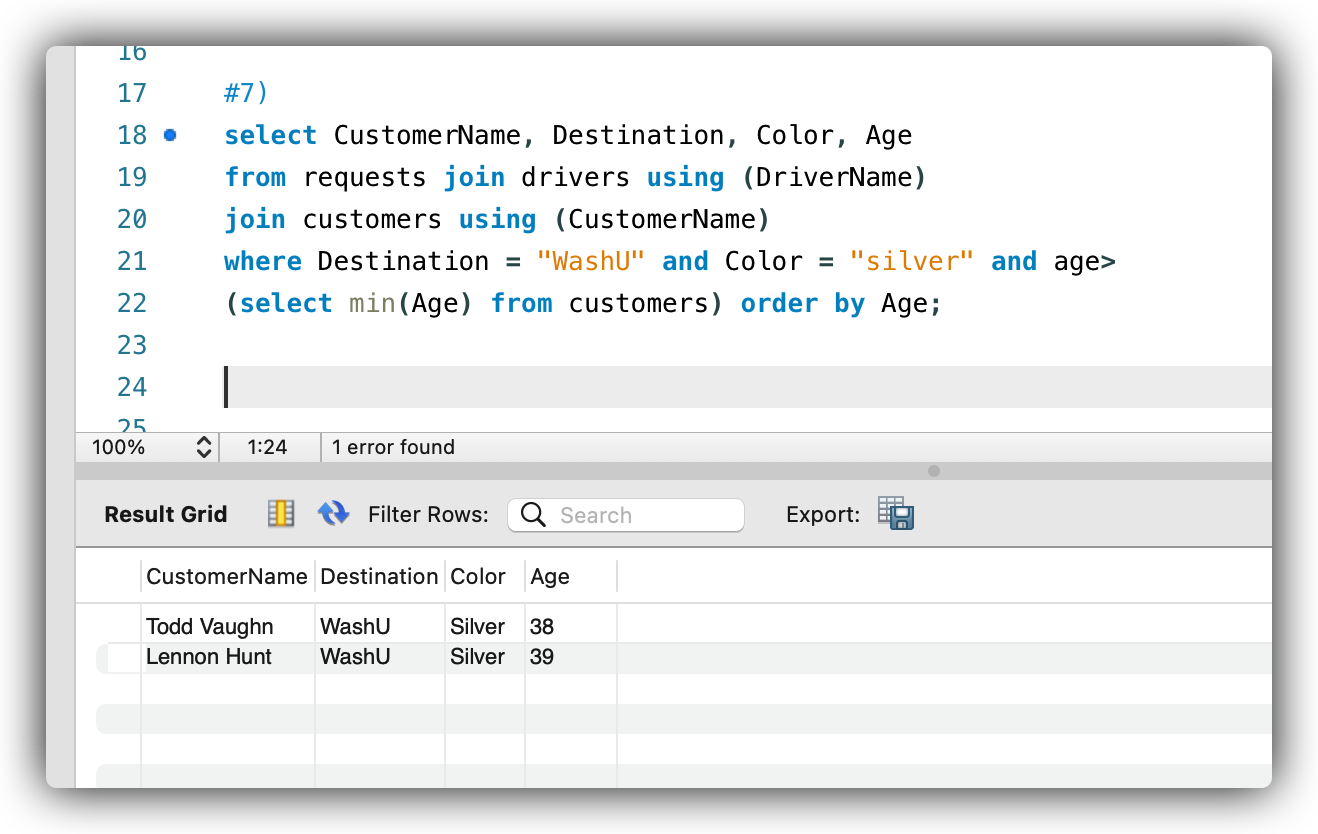 16
17 #7)
18 select CustomerName, Destination, Color, Age
19 from requests join drivers using (DriverName)
20 join customers using (CustomerName)
21 where Destination = "WashU" and Color = "silver" and age>
22 (select min(Age) from customers) order by Age;
23
24
25
100% 1:24 1 error found
Result Grid Filter Rows: Search Export:
CustomerName Destination Color Age
Todd Vaughn WashU Silver 38
Lennon Hunt WashU Silver 39